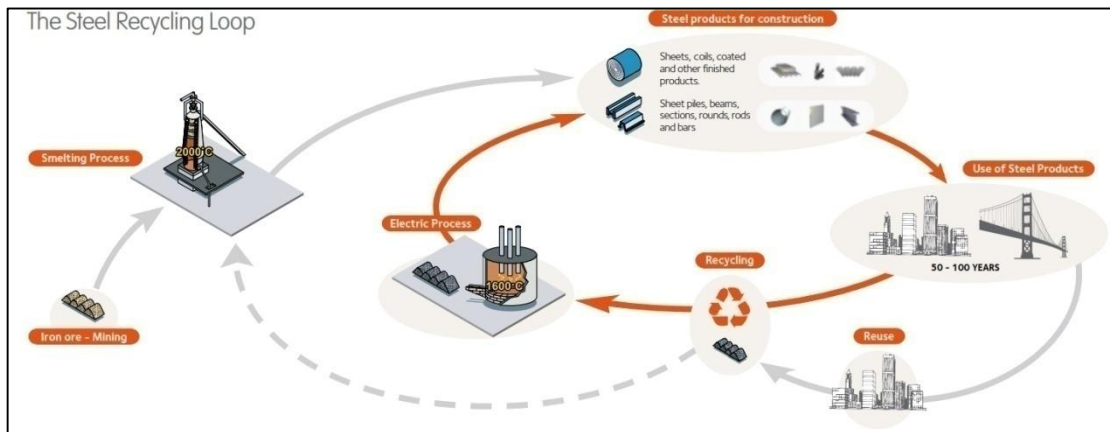 The Steel Recycling Loop
Steel products for construction
Sheets, coils, coated
and other finished
products.
Sheet piles, beams,
sections, rounds, rods
and bars
2000°C
Smelting Process
Use of Steel Products
Electric Process
1600°C
Recycling
50 - 100 YEARS
Iron ore - Mining
Reuse